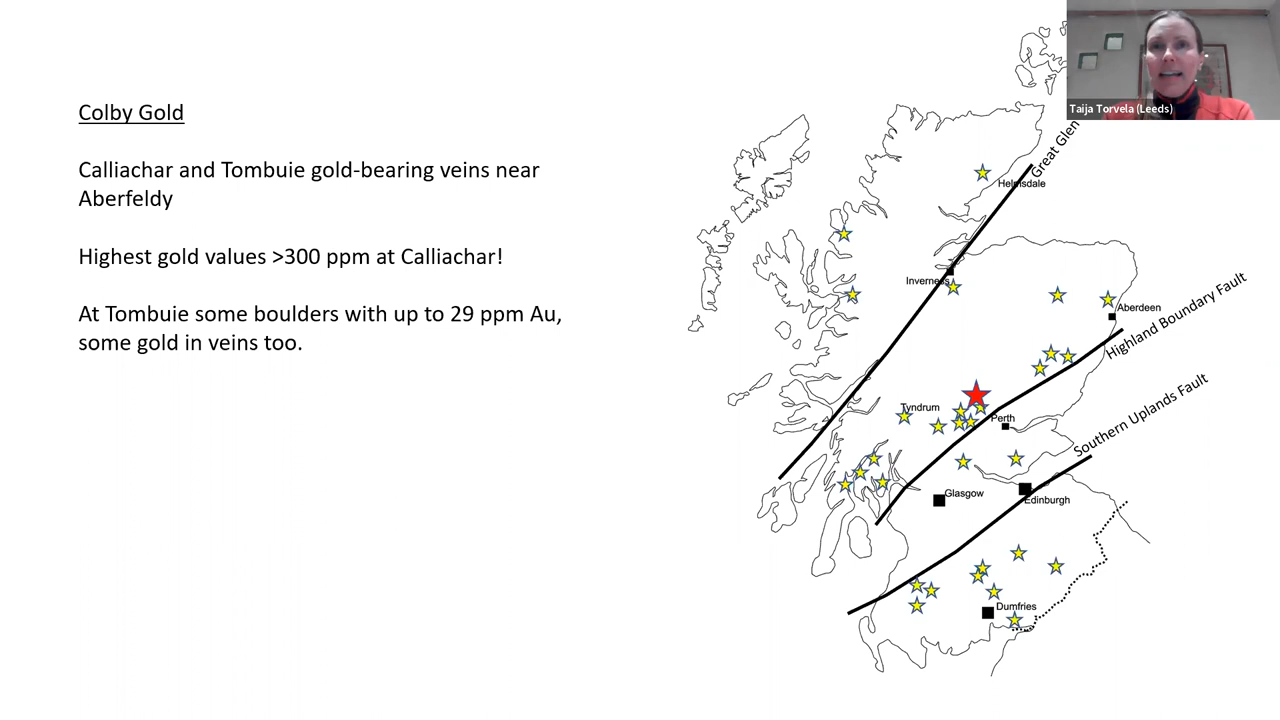 Colby Gold
Calliachar and Tombuie gold-bearing veins near
Aberfeldy
Highest gold values >300 ppm at Calliachar!
At Tombuie some boulders with up to 29 ppm Au,
some gold in veins too.
Taija Torvela (Leeds)
Great Glen
Helmsdale
Inverness
Aberdeen
Highland Boundary Fault
Tyndrum
Perth
Southern Uplands Fault
Glasgow
Edinburgh
Dumfries